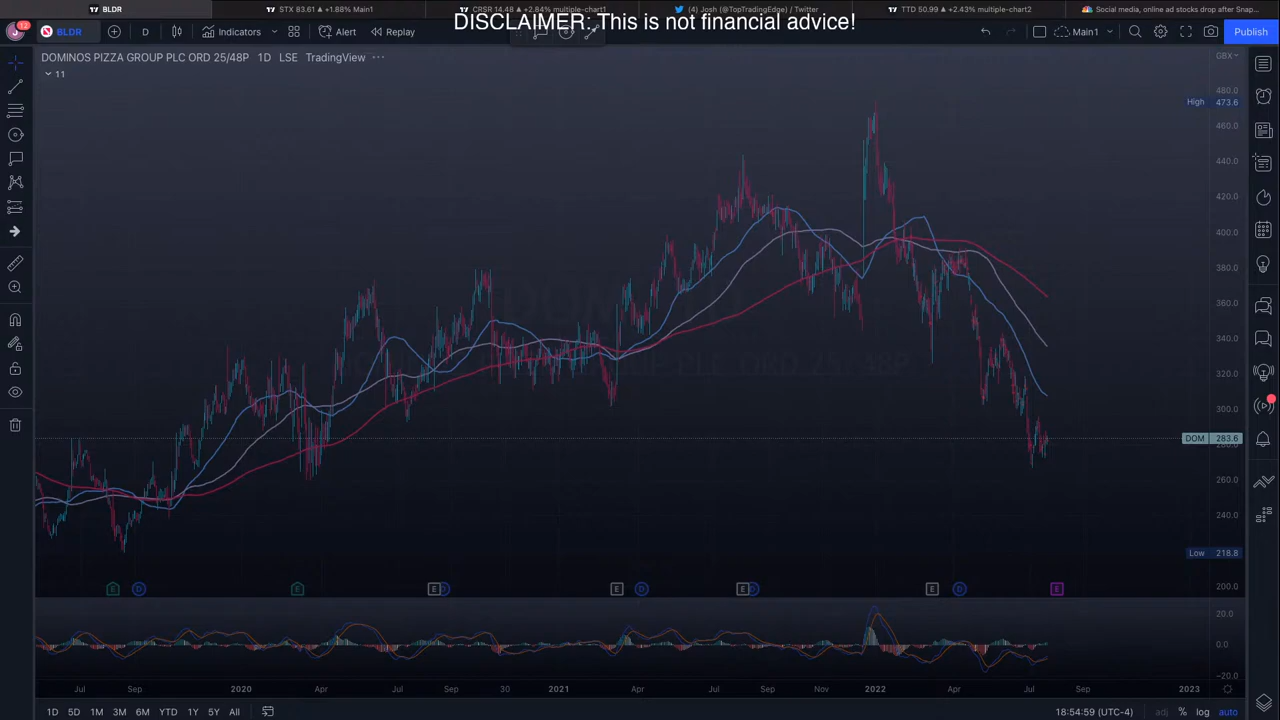 BLDR
STX 83.61 ▲ +1.88% Main1
CRSR 14.48 ▲ +2.84% multiple-chart1
(4) Josh (@TopTradingEdge) / Twitter
TTD 50.99 ▲ +2.43% multiple-chart2
Social media, online ad stocks drop after Snap...
DISCLAIMER: This is not financial advice!
12
BLDR
D
Indicators
Alert
Replay
Main1
Publish
DOMINOS PIZZA GROUP PLC ORD 25/48P 1D LSE TradingView ···
11
GBX
480.0
High 473.6
460.0
440.0
420.0
400.0
380.0
360.0
340.0
320.0
300.0
DOM 283.6
280.0
260.0
240.0
Low 218.8
200.0
E D E E D E D E D E D E
20.0
0.0
−20.0
Jul Sep 2020 Apr Jul Sep 30 2021 Apr Jul Sep Nov 2022 Apr Jul Sep 2023
1D 5D 1M 3M 6M YTD 1Y 5Y All
18:54:59 (UTC-4) adj % log auto